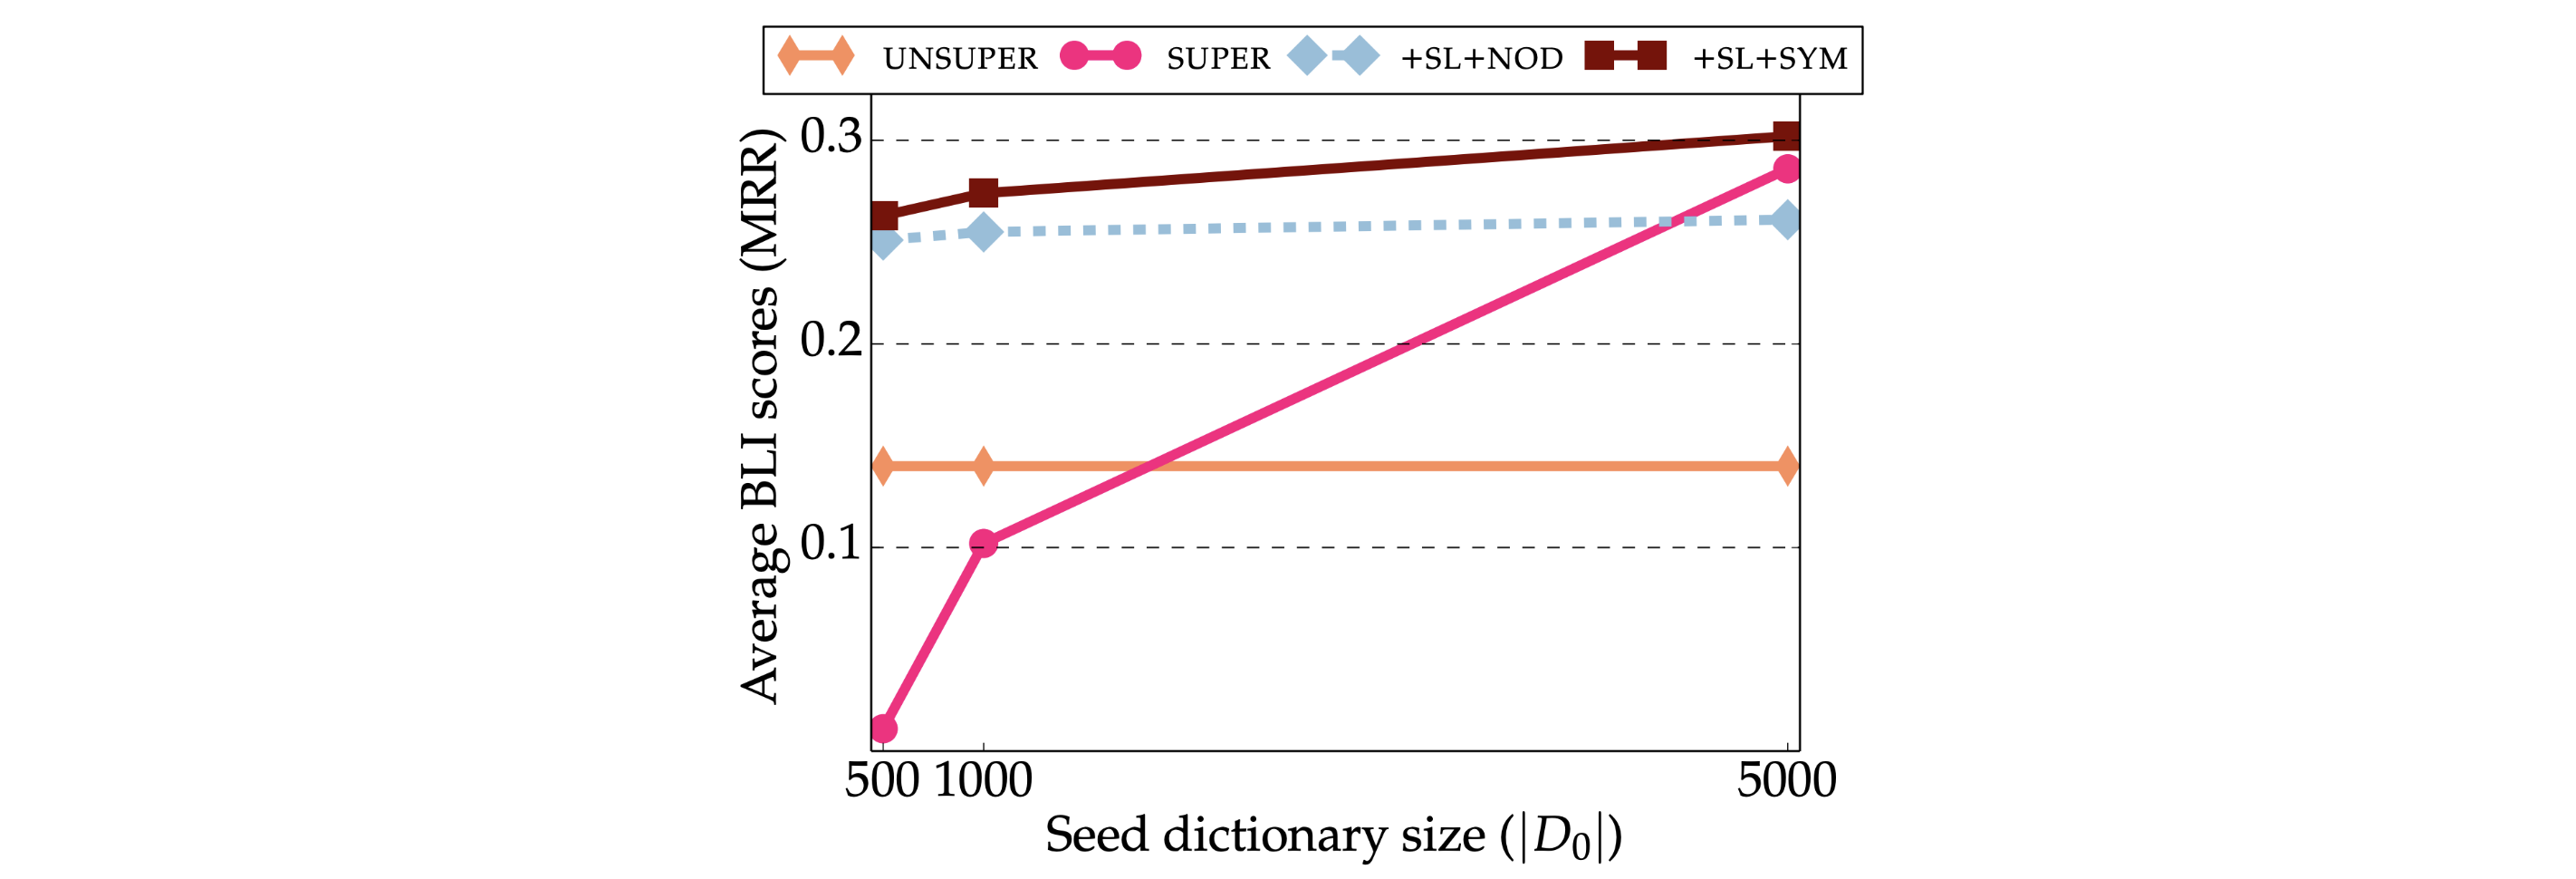 UNSUPER SUPER +SL+NOD +SL+SYM
Average BLI scores (MRR)
0.3
0.2
0.1
500 1000 5000
Seed dictionary size (|D₀|)